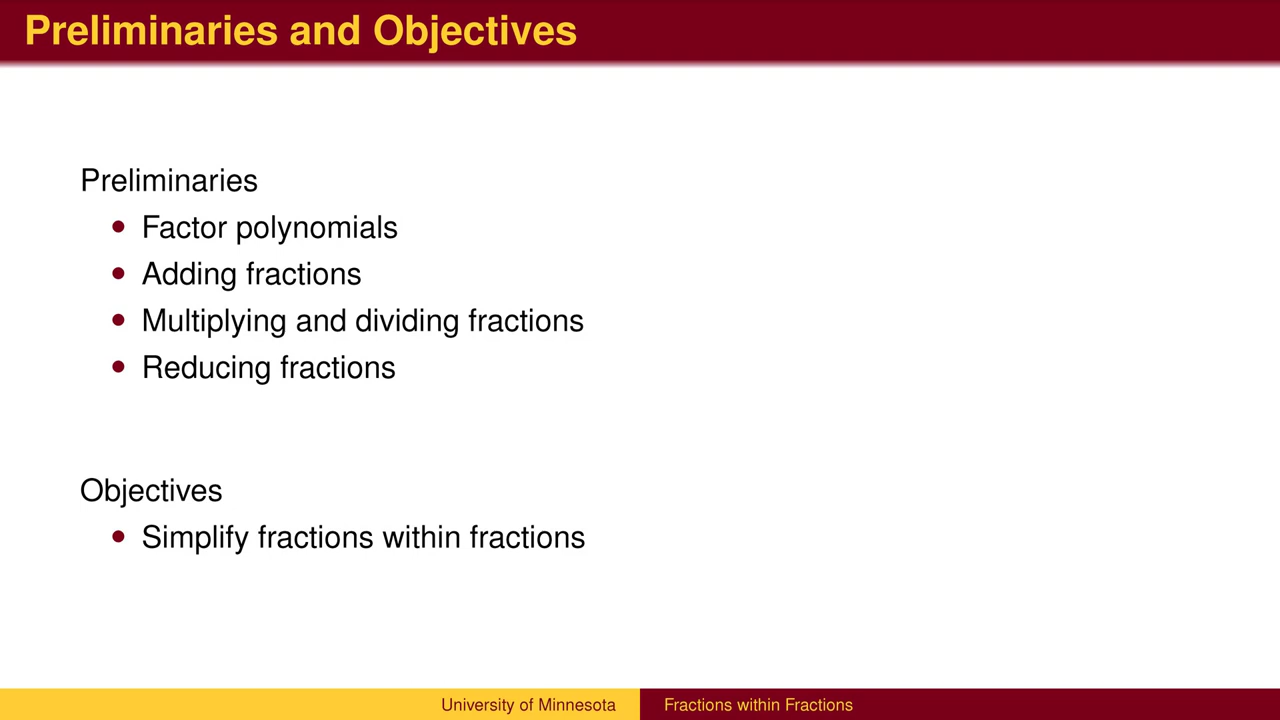 Preliminaries and Objectives
Preliminaries
• Factor polynomials
• Adding fractions
• Multiplying and dividing fractions
• Reducing fractions
Objectives
• Simplify fractions within fractions
University of Minnesota
Fractions within Fractions